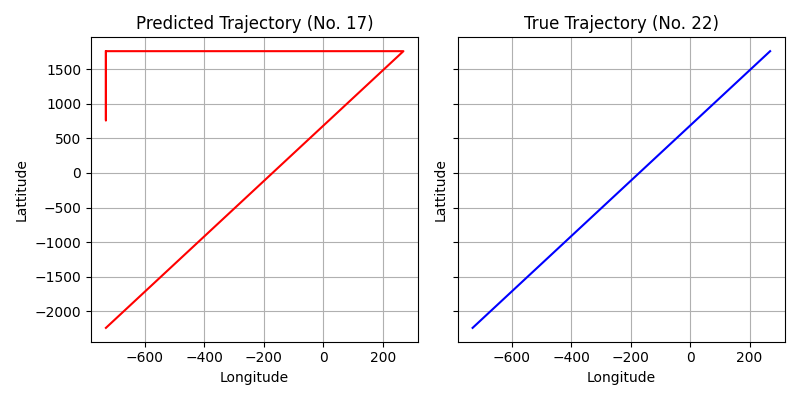 Predicted Trajectory (No. 17)
Lattitude
1500
1000
500
0
−500
−1000
−1500
−2000
−600 −400 −200 0 200
Longitude
True Trajectory (No. 22)
Lattitude
−600 −400 −200 0 200
Longitude